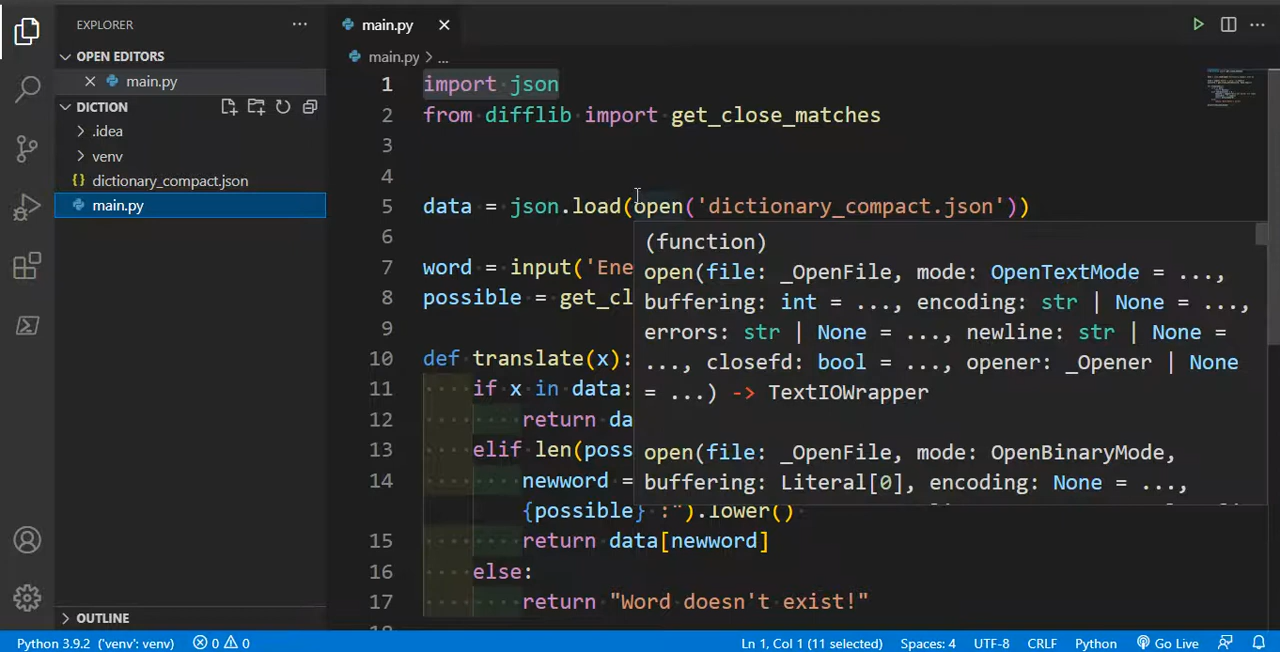 EXPLORER
OPEN EDITORS
main.py
DICTION
.idea
venv
dictionary_compact.json
main.py
OUTLINE
main.py
main.py > ...
1 import json
2 from difflib import get_close_matches
3
4
5 data = json.load(open('dictionary_compact.json'))
6
7 word = input('Ene
8 possible = get_cl
9
10 def translate(x):
11 if x in data:
12 return da
13 elif len(poss
14 newword =
{possible} :").lower()
15 return data[newword]
16 else:
17 return "Word doesn't exist!"
(function)
open(file: _OpenFile, mode: OpenTextMode = ...,
buffering: int = ..., encoding: str | None = ...,
errors: str | None = ..., newline: str | None =
..., closefd: bool = ..., opener: _Opener | None
= ...) -> TextIOWrapper
open(file: _OpenFile, mode: OpenBinaryMode,
buffering: Literal[0], encoding: None = ...,
Python 3.9.2 ('venv': venv) 0 0 Ln 1, Col 1 (11 selected) Spaces: 4 UTF-8 CRLF Python Go Live